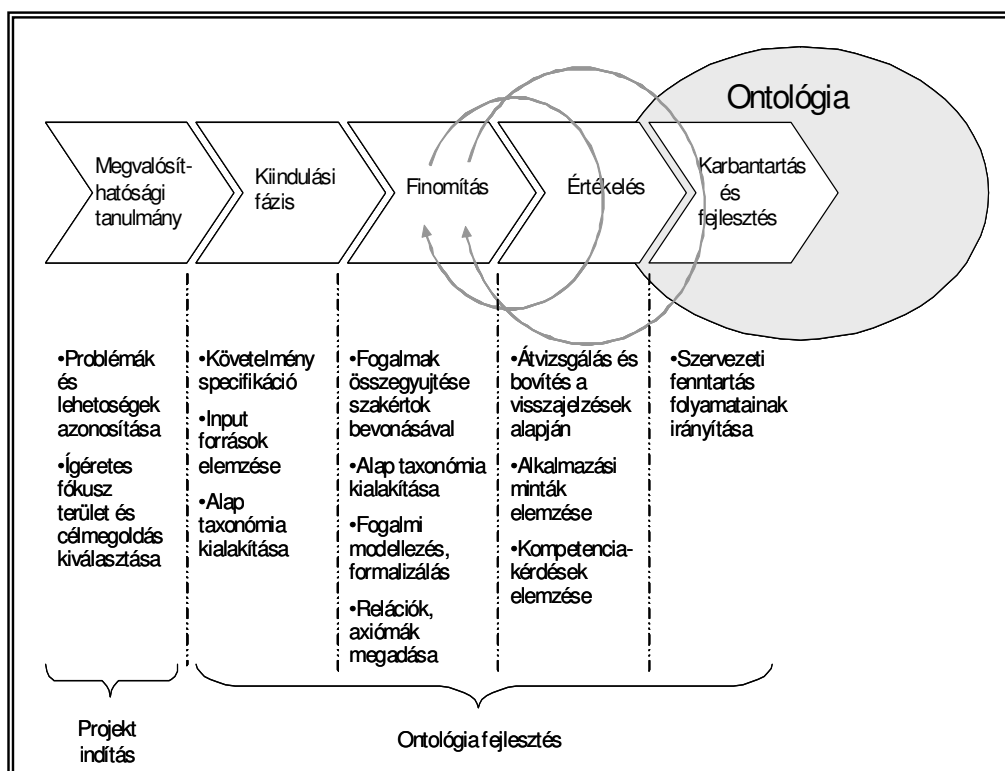 Ontológia
Megvalósít-
hatósági
tanulmány
Kiindulási
fázis
Finomítás
Értékelés
Karbantartás
és
fejlesztés
•Problémák
és
lehetoségek
azonosítása
•Ígéretes
fókusz
terület és
célmegoldás
kiválasztása
•Követelmény
specifikáció
•Input
források
elemzése
•Alap
taxonómia
kialakítása
•Fogalmak
összegyujtése
szakértok
bevonásával
•Alap taxonómia
kialakítása
•Fogalmi
modellezés,
formalizálás
•Relációk,
axiómák
megadása
•Átvizsgálás és
bovítés a
visszajelzések
alapján
•Alkalmazási
minták
elemzése
•Kompetencia-
kérdések
elemzése
•Szervezeti
fenntartás
folyamatainak
irányítása
Projekt
indítás
Ontológia fejlesztés